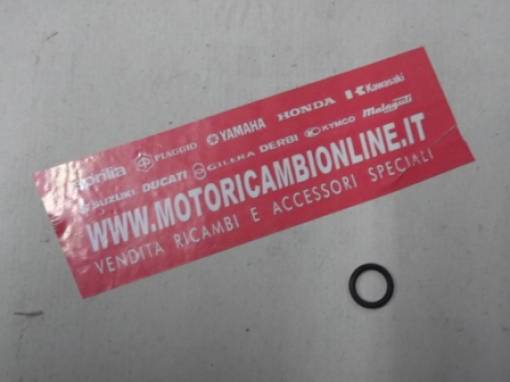 aprilia PIAGGIO YAMAHA HONDA Kawasaki
SUZUKI DUCATI GILERA DERBI KYMCO Malaguti
WWW.MOTORICAMBIONLINE.IT
VENDITA RICAMBI E ACCESSORI SPECIALI